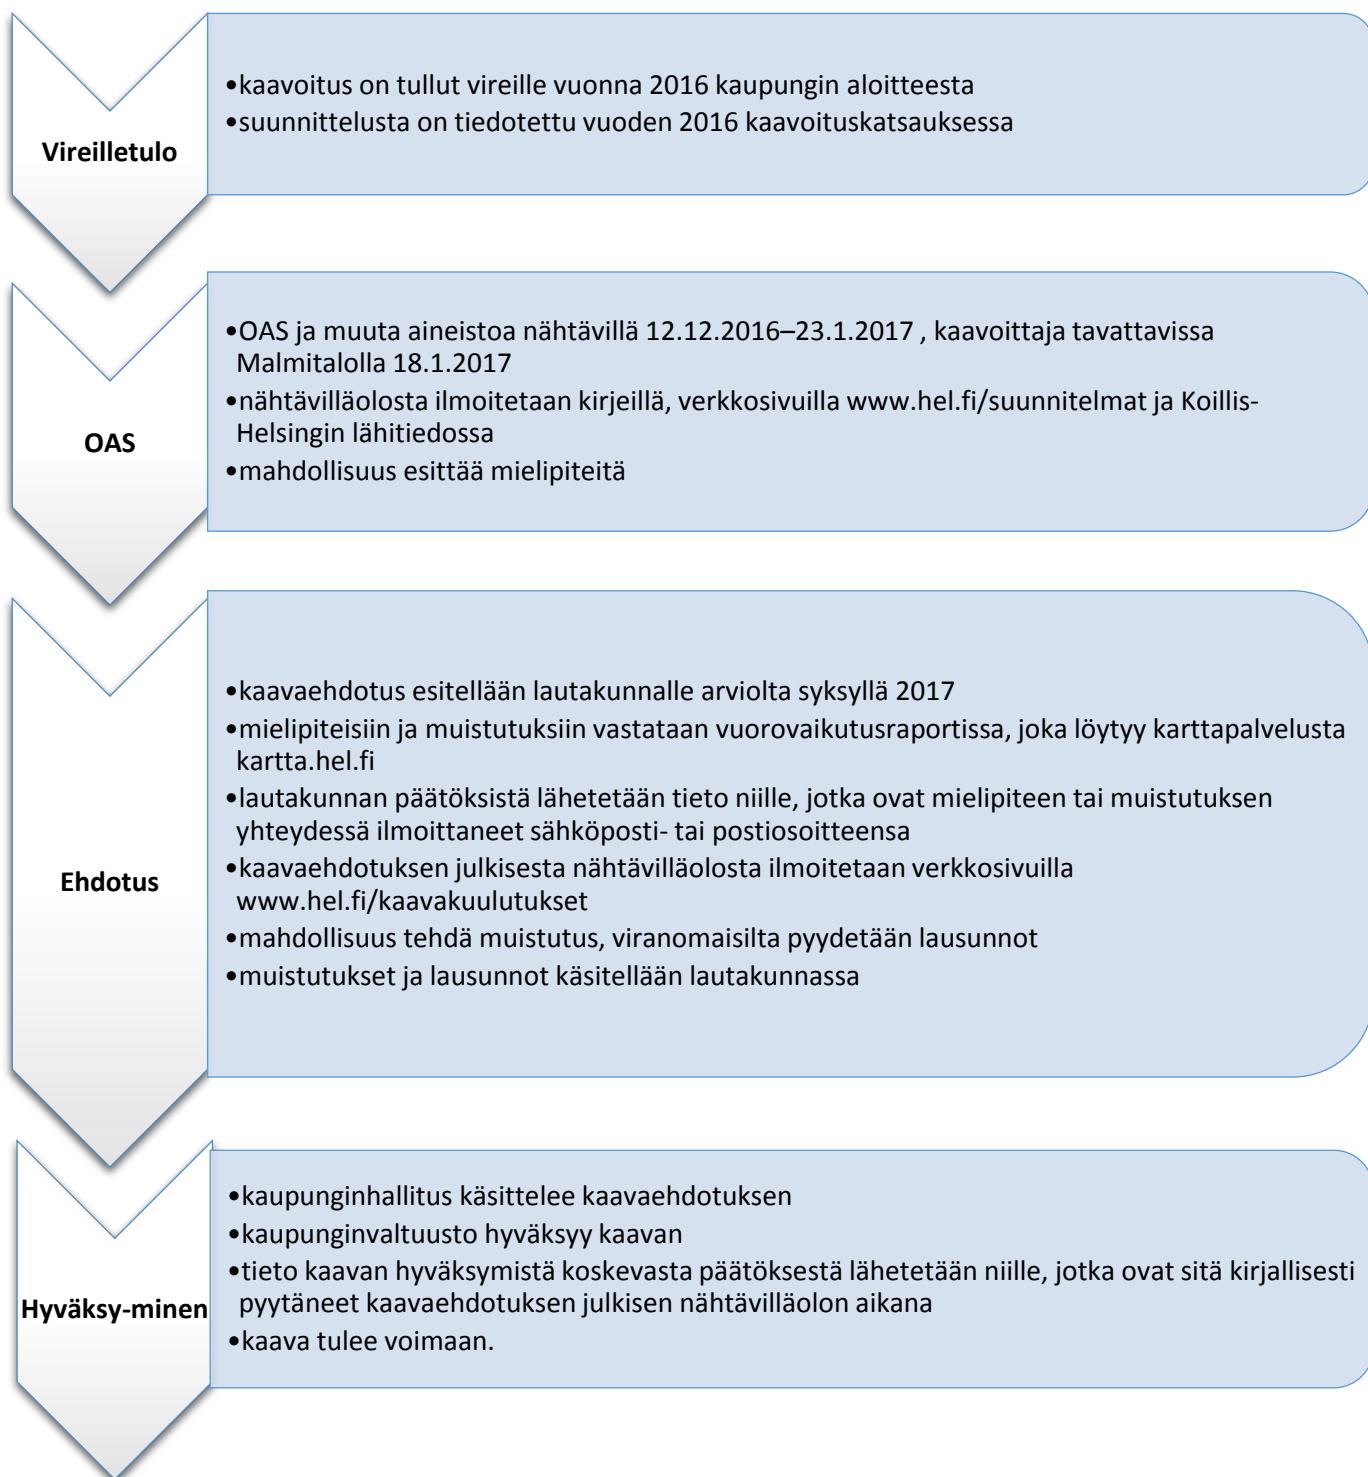 Vireilletulo
•kaavoitus on tullut vireille vuonna 2016 kaupungin aloitteesta
•suunnittelusta on tiedotettu vuoden 2016 kaavoituskatsauksessa
OAS
•OAS ja muuta aineistoa nähtävillä 12.12.2016–23.1.2017 , kaavoittaja tavattavissa
Malmitalolla 18.1.2017
•nähtävilläolosta ilmoitetaan kirjeillä, verkkosivuilla www.hel.fi/suunnitelmat ja Koillis-
Helsingin lähitiedossa
•mahdollisuus esittää mielipiteitä
Ehdotus
•kaavaehdotus esitellään lautakunnalle arviolta syksyllä 2017
•mielipiteisiin ja muistutuksiin vastataan vuorovaikutusraportissa, joka löytyy karttapalvelusta
kartta.hel.fi
•lautakunnan päätöksistä lähetetään tieto niille, jotka ovat mielipiteen tai muistutuksen
yhteydessä ilmoittaneet sähköposti- tai postiosoitteensa
•kaavaehdotuksen julkisesta nähtävilläolosta ilmoitetaan verkkosivuilla
www.hel.fi/kaavakuulutukset
•mahdollisuus tehdä muistutus, viranomaisilta pyydetään lausunnot
•muistutukset ja lausunnot käsitellään lautakunnassa
Hyväksy-minen
•kaupunginhallitus käsittelee kaavaehdotuksen
•kaupunginvaltuusto hyväksyy kaavan
•tieto kaavan hyväksymistä koskevasta päätöksestä lähetetään niille, jotka ovat sitä kirjallisesti
pyytäneet kaavaehdotuksen julkisen nähtävilläolon aikana
•kaava tulee voimaan.